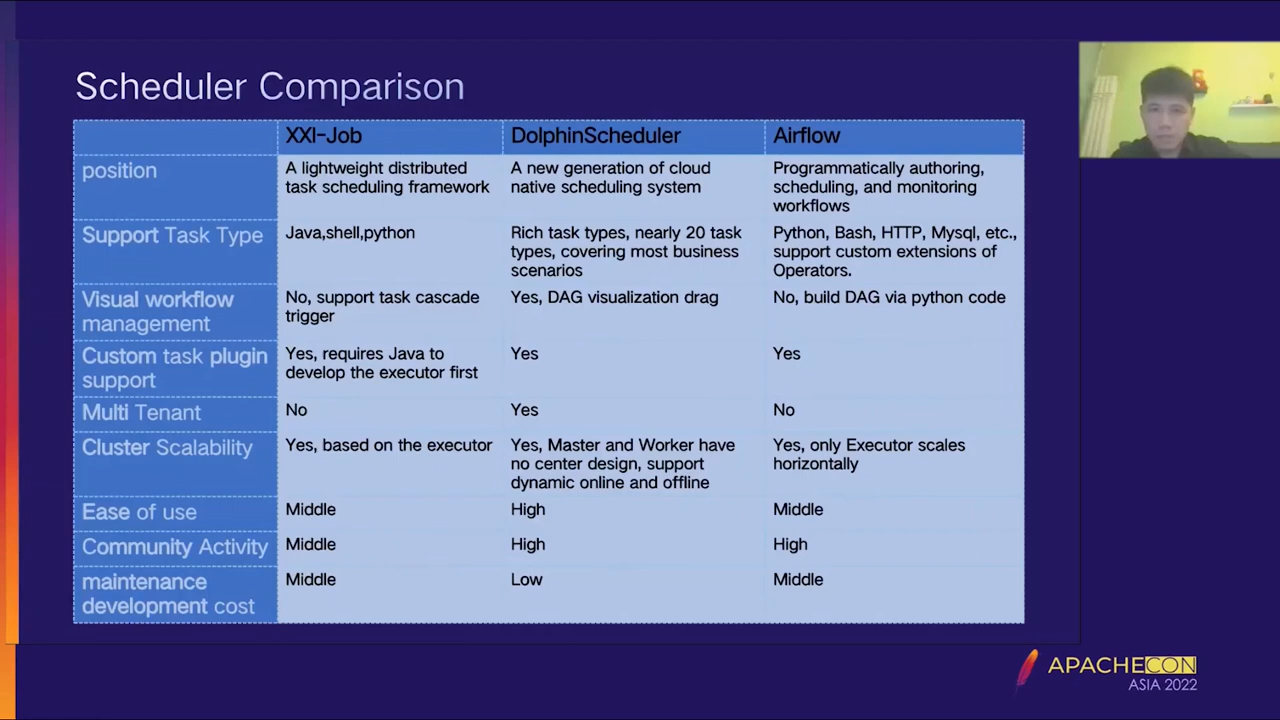 Scheduler Comparison
XXI-Job DolphinScheduler Airflow
position
A lightweight distributed
task scheduling framework
A new generation of cloud
native scheduling system
Programmatically authoring,
scheduling, and monitoring
workflows
Support Task Type
Java,shell,python
Rich task types, nearly 20 task
types, covering most business
scenarios
Python, Bash, HTTP, Mysql, etc.,
support custom extensions of
Operators.
Visual workflow
management
No, support task cascade
trigger
Yes, DAG visualization drag
No, build DAG via python code
Custom task plugin
support
Yes, requires Java to
develop the executor first
Yes
Yes
Multi Tenant
No
Yes
No
Cluster Scalability
Yes, based on the executor
Yes, Master and Worker have
no center design, support
dynamic online and offline
Yes, only Executor scales
horizontally
Ease of use
Middle
High
Middle
Community Activity
Middle
High
High
maintenance
development cost
Middle
Low
Middle
APACHECON
ASIA 2022